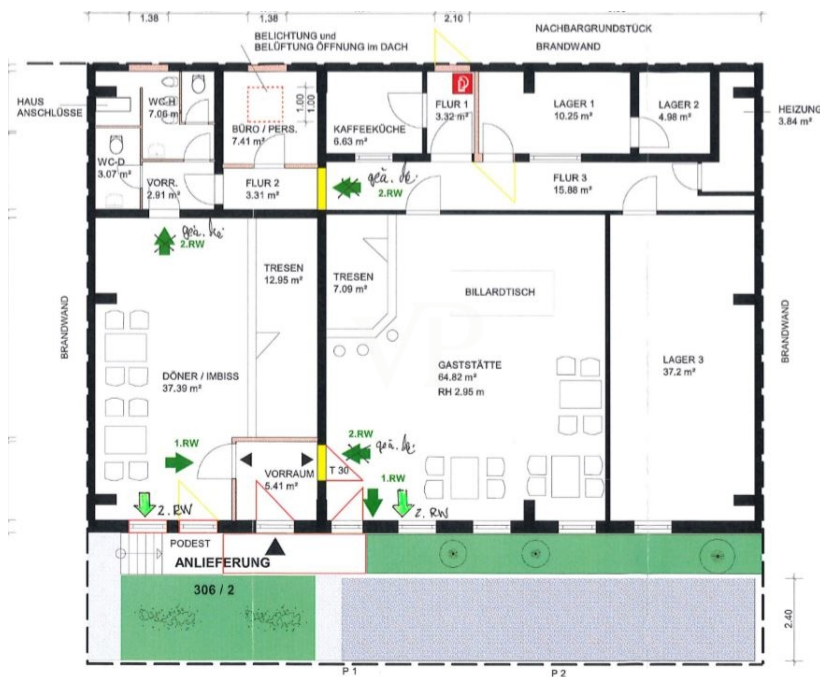 1.38
1.38
2.10
BELICHTUNG und
BELÜFTUNG ÖFFNUNG im DACH
NACHBARGRUNDSTÜCK
BRANDWAND
HAUS
ANSCHLÜSSE
WC-H
7.06 m²
1.00
1.00
BÜRO / PERS.
7.41 m²
KAFFEEKÜCHE
6.63 m²
FLUR 1
3.32 m²
LAGER 1
10.25 m²
LAGER 2
4.98 m²
HEIZUNG
3.84 m²
WC-D
3.07 m²
VORR.
2.91 m²
FLUR 2
3.31 m²
2.RW
FLUR 3
15.88 m²
2.RW
TRESEN
12.95 m²
TRESEN
7.09 m²
BILLARDTISCH
BRANDWAND
BRANDWAND
VP
DÖNER / IMBISS
37.39 m²
GASTSTÄTTE
64.82 m²
RH 2.95 m
LAGER 3
37.2 m²
1.RW
2.RW
VORRAUM
5.41 m²
T 30
1.RW
2. RW
2. RW
PODEST
ANLIEFERUNG
306 / 2
2.40
P 1
P 2